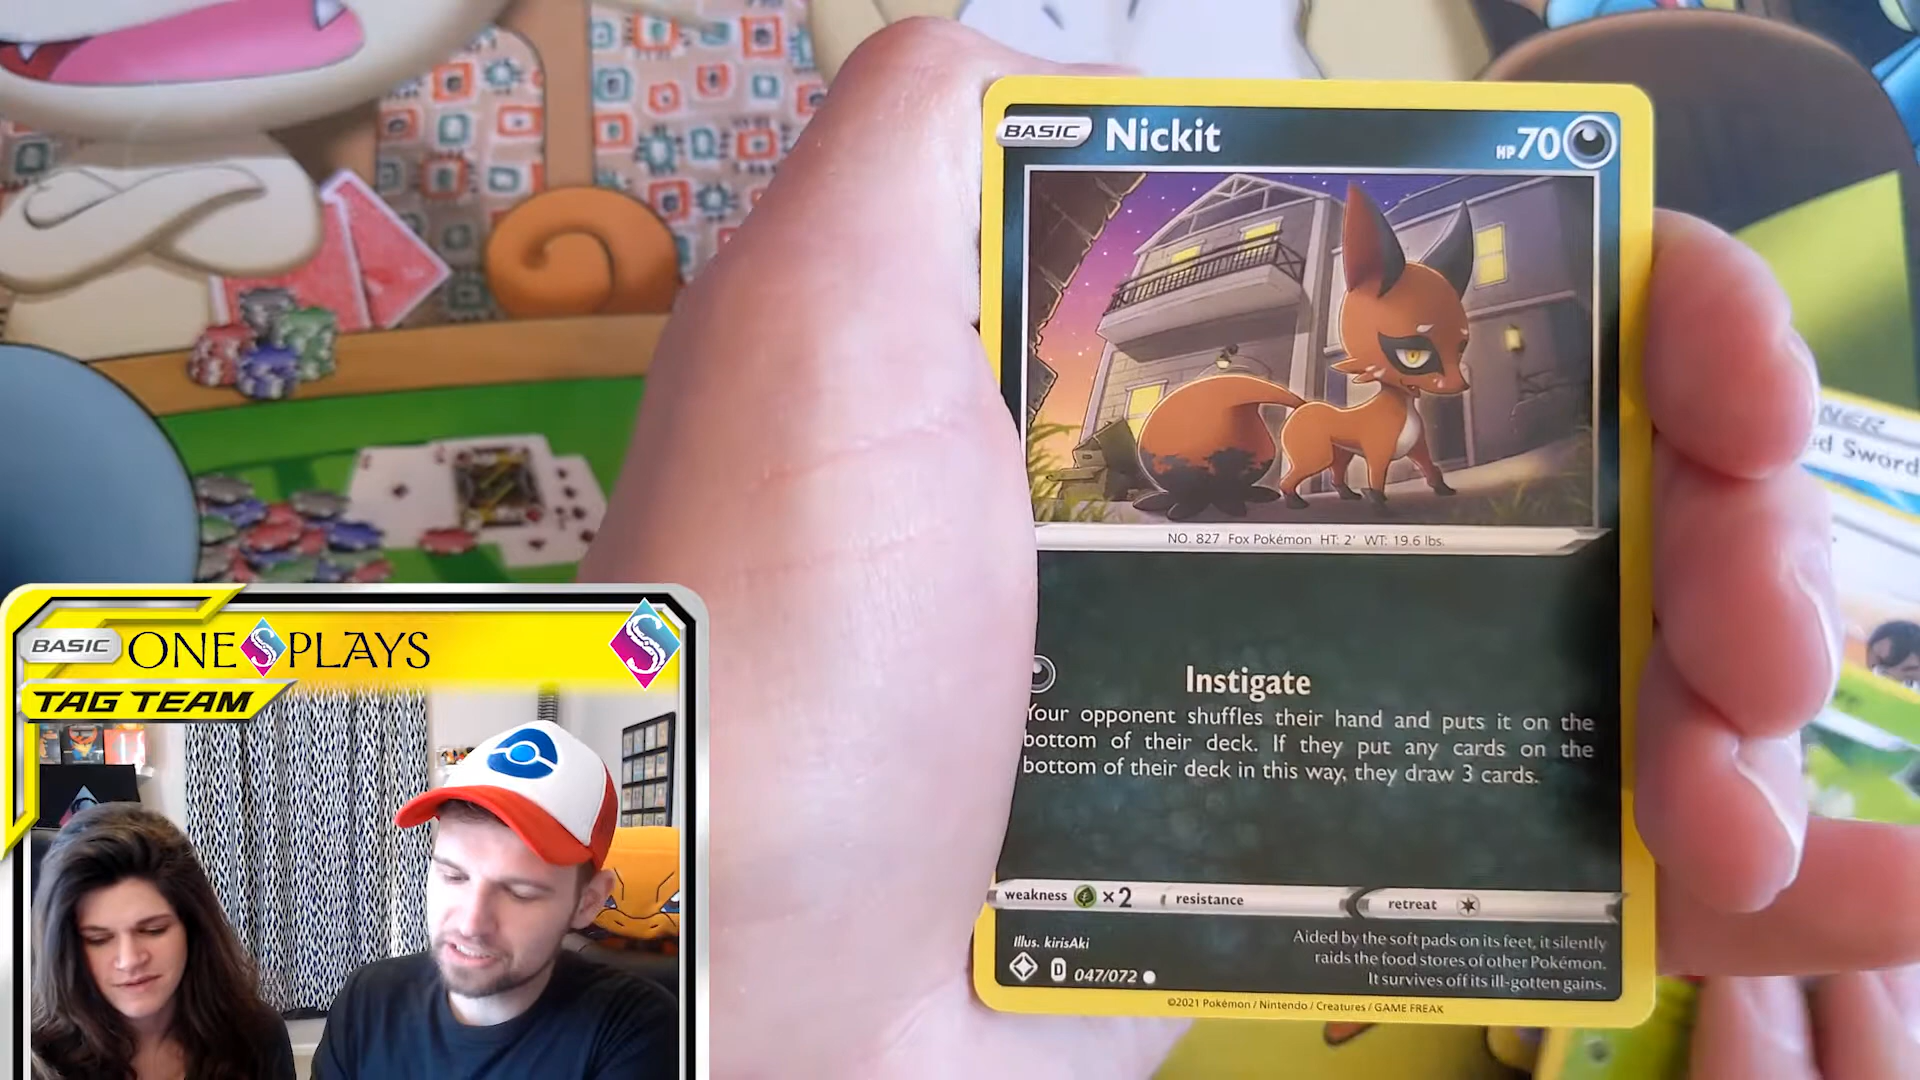 BASIC Nickit HP 70
NO. 827 Fox Pokémon HT: 2' WT: 19.6 lbs.
Instigate
Your opponent shuffles their hand and puts it on the
bottom of their deck. If they put any cards on the
bottom of their deck in this way, they draw 3 cards.
weakness ×2 resistance retreat
Illus. kirisAki
D 047/072
Aided by the soft pads on its feet, it silently
raids the food stores of other Pokémon.
It survives off its ill-gotten gains.
©2021 Pokémon / Nintendo / Creatures / GAME FREAK
Sword
BASIC ONE S PLAYS S
TAG TEAM